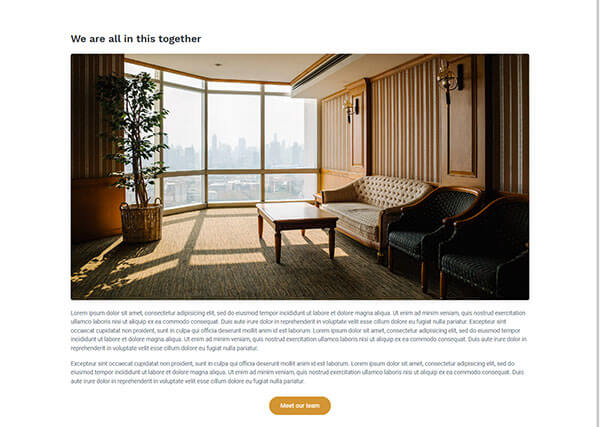 We are all in this together
Lorem ipsum dolor sit amet, consectetur adipisicing elit, sed do eiusmod tempor incididunt ut labore et dolore magna aliqua. Ut enim ad minim veniam, quis nostrud exercitation
ullamco laboris nisi ut aliquip ex ea commodo consequat. Duis aute irure dolor in reprehenderit in voluptate velit esse cillum dolore eu fugiat nulla pariatur. Excepteur sint
occaecat cupidatat non proident, sunt in culpa qui officia deserunt mollit anim id est laborum. Lorem ipsum dolor sit amet, consectetur adipisicing elit, sed do eiusmod tempor
incididunt ut labore et dolore magna aliqua. Ut enim ad minim veniam, quis nostrud exercitation ullamco laboris nisi ut aliquip ex ea commodo consequat. Duis aute irure dolor in
reprehenderit in voluptate velit esse cillum dolore eu fugiat nulla pariatur.
Excepteur sint occaecat cupidatat non proident, sunt in culpa qui officia deserunt mollit anim id est laborum. Lorem ipsum dolor sit amet, consectetur adipisicing elit, sed do
eiusmod tempor incididunt ut labore et dolore magna aliqua. Ut enim ad minim veniam, quis nostrud exercitation ullamco laboris nisi ut aliquip ex ea commodo consequat. Duis
aute irure dolor in reprehenderit in voluptate velit esse cillum dolore eu fugiat nulla pariatur.
Meet our team